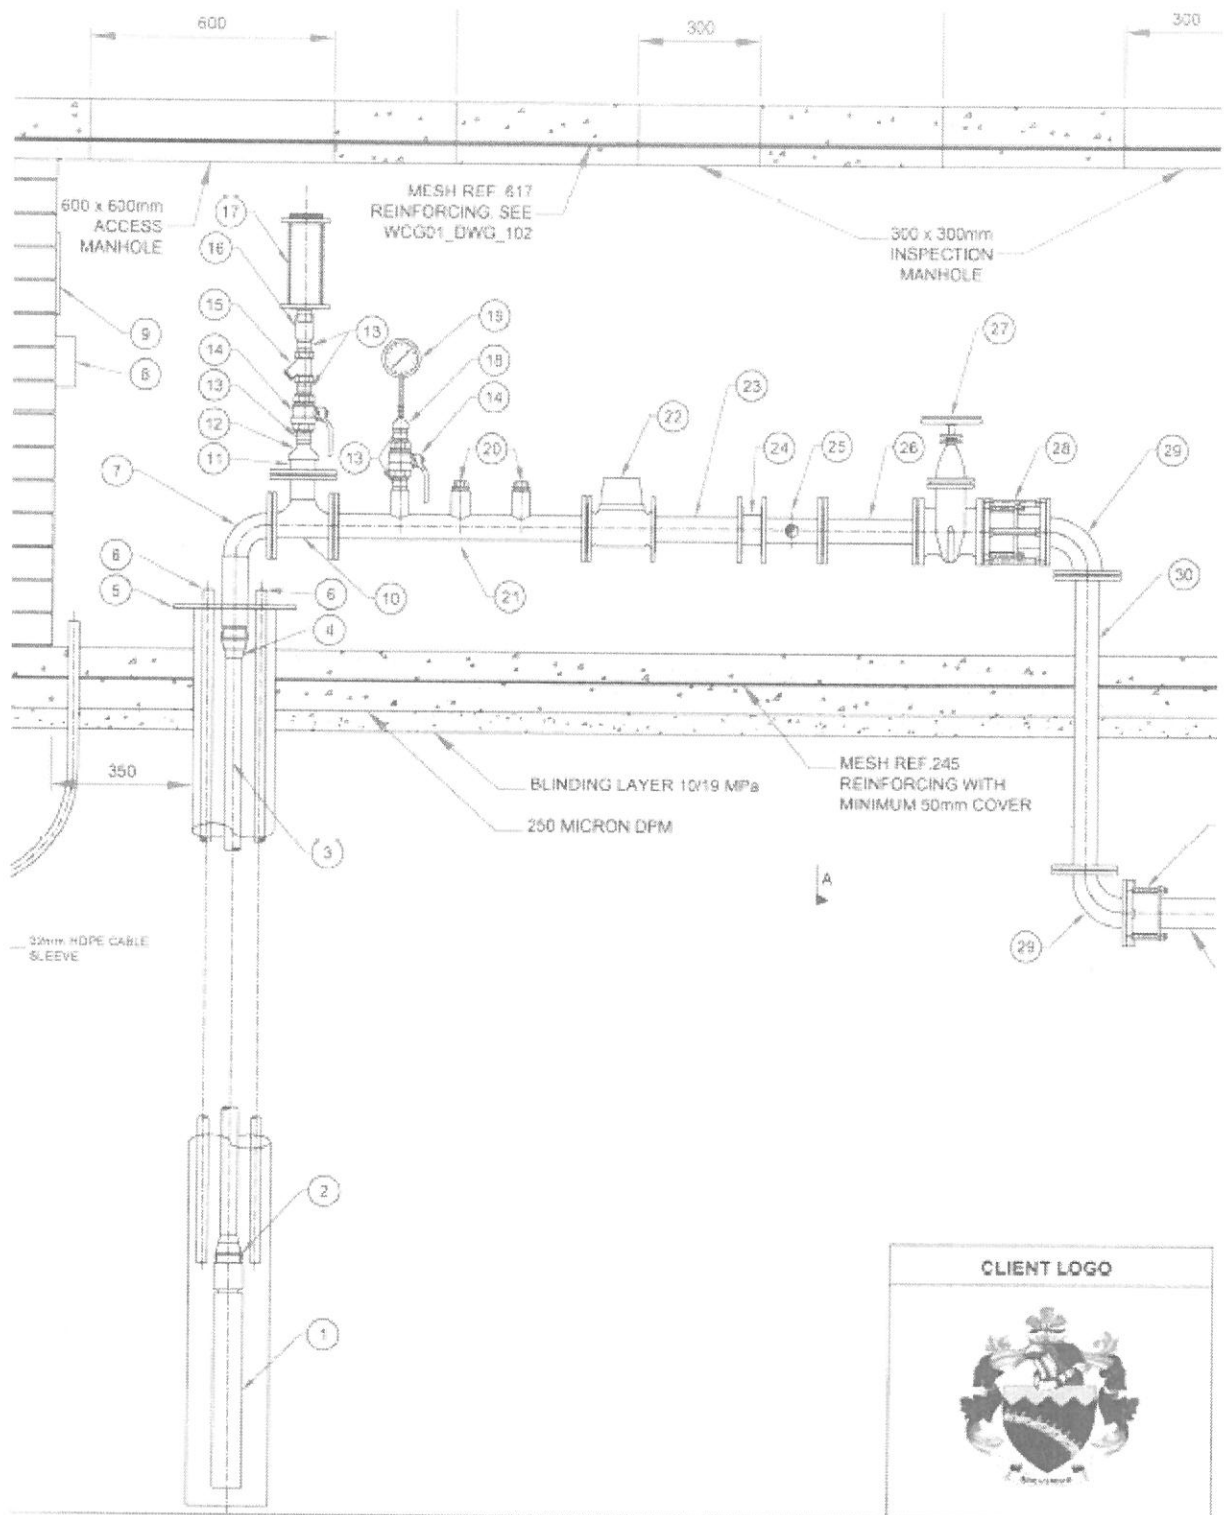 600
300
300
600 x 600mm
ACCESS
MANHOLE
MESH REF. 617
REINFORCING, SEE
WCG01_DWG_102
300 x 300mm
INSPECTION
MANHOLE
17
16
15
13
19
9
14
18
27
8
13
14
23
12
13
22
24
25
26
28
29
11
20
7
6
5
6
10
21
30
4
MESH REF.245
REINFORCING WITH
MINIMUM 50mm COVER
350
BLINDING LAYER 10/19 MPa
250 MICRON DPM
3
A
HDPE CABLE
SLEEVE
29
2
CLIENT LOGO
1